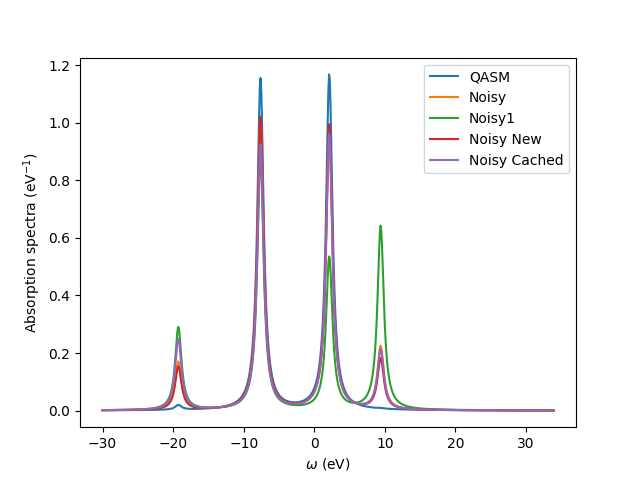 1.2
1.0
0.8
0.6
0.4
0.2
0.0
Absorption spectra (eV⁻¹)
−30 −20 −10 0 10 20 30
ω (eV)
QASM
Noisy
Noisy1
Noisy New
Noisy Cached